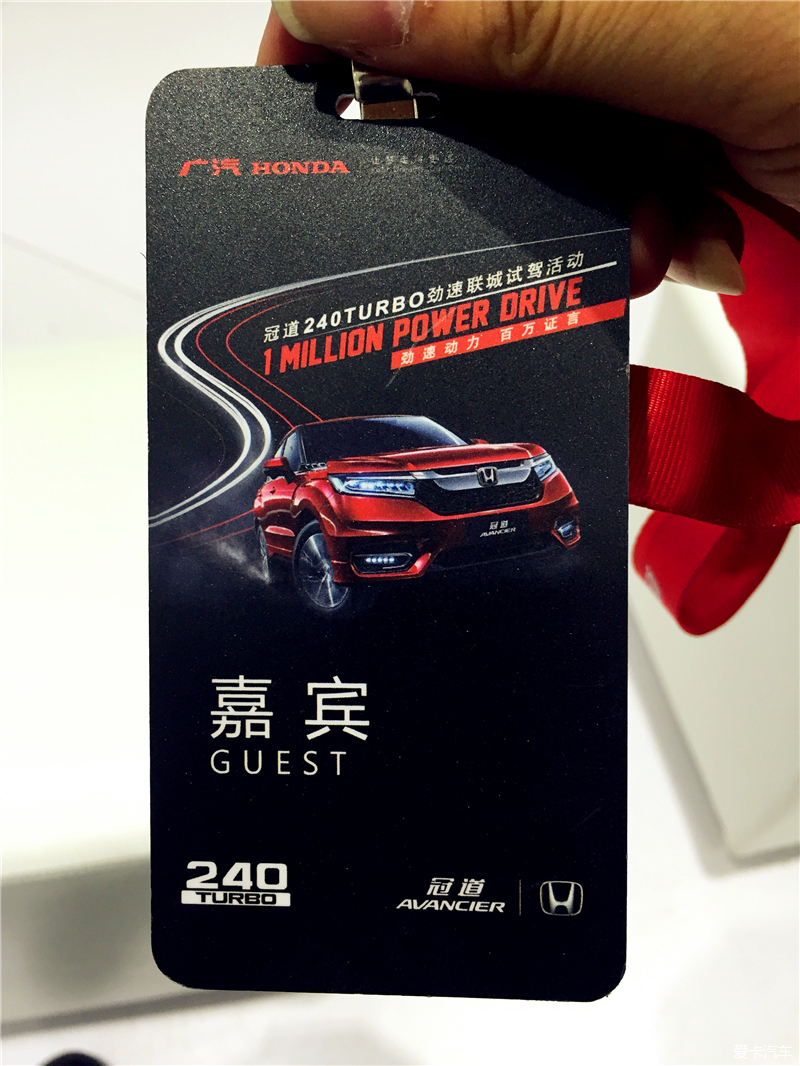 广汽 HONDA
冠道240TURBO劲速联城试驾活动
1 MILLION POWER DRIVE
劲速动力 百万证言
冠道
AVANCIER
嘉宾
GUEST
240
TURBO
冠道
AVANCIER
爱卡汽车